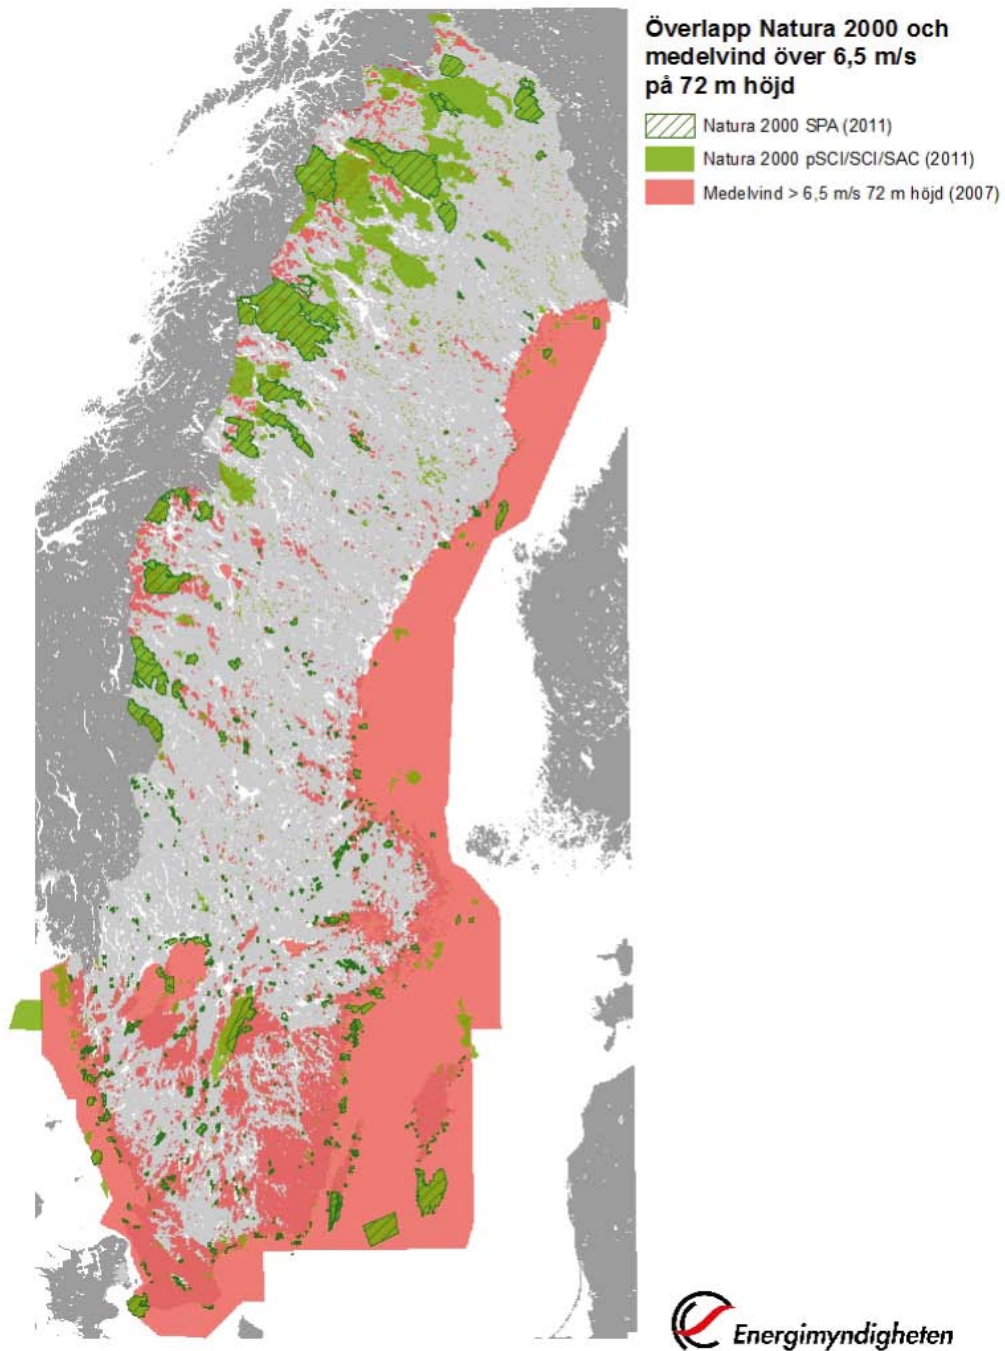 Överlapp Natura 2000 och
medelvind över 6,5 m/s
på 72 m höjd
Natura 2000 SPA (2011)
Natura 2000 pSCI/SCI/SAC (2011)
Medelvind > 6,5 m/s 72 m höjd (2007)
Energimyndigheten